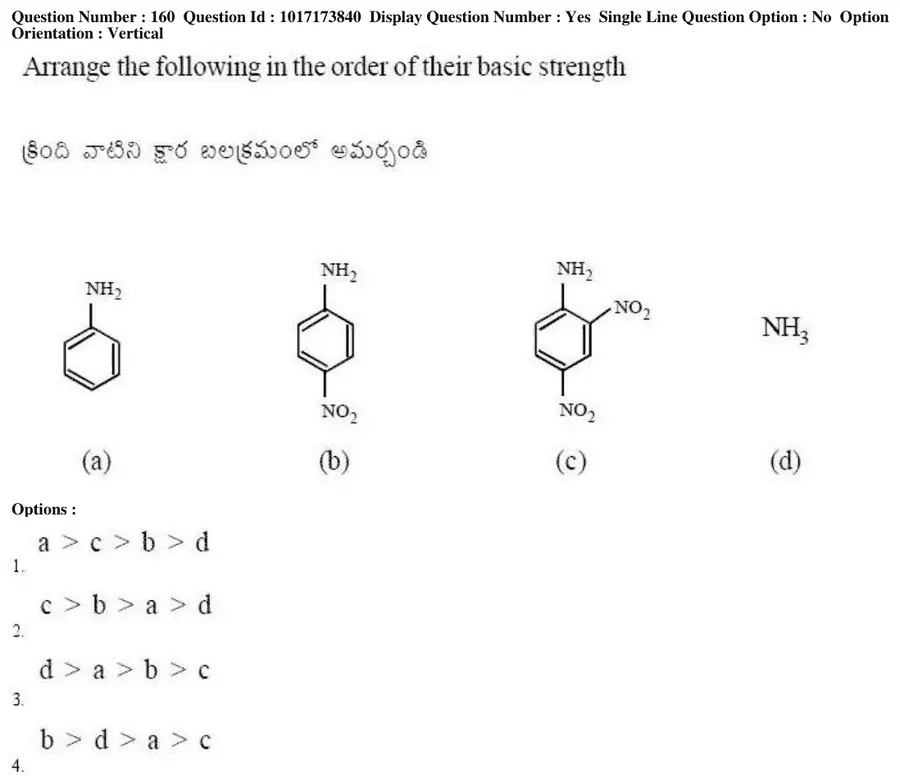 Question Number : 160 Question Id : 1017173840 Display Question Number : Yes Single Line Question Option : No Option
Orientation : Vertical
Arrange the following in the order of their basic strength
క్రింది వాటిని క్షార బలక్రమంలో అమర్చండి
NH2 NH2 NH2
NO2
NH3
NO2 NO2
(a) (b) (c) (d)
Options :
a > c > b > d
1.
c > b > a > d
2.
d > a > b > c
3.
b > d > a > c
4.